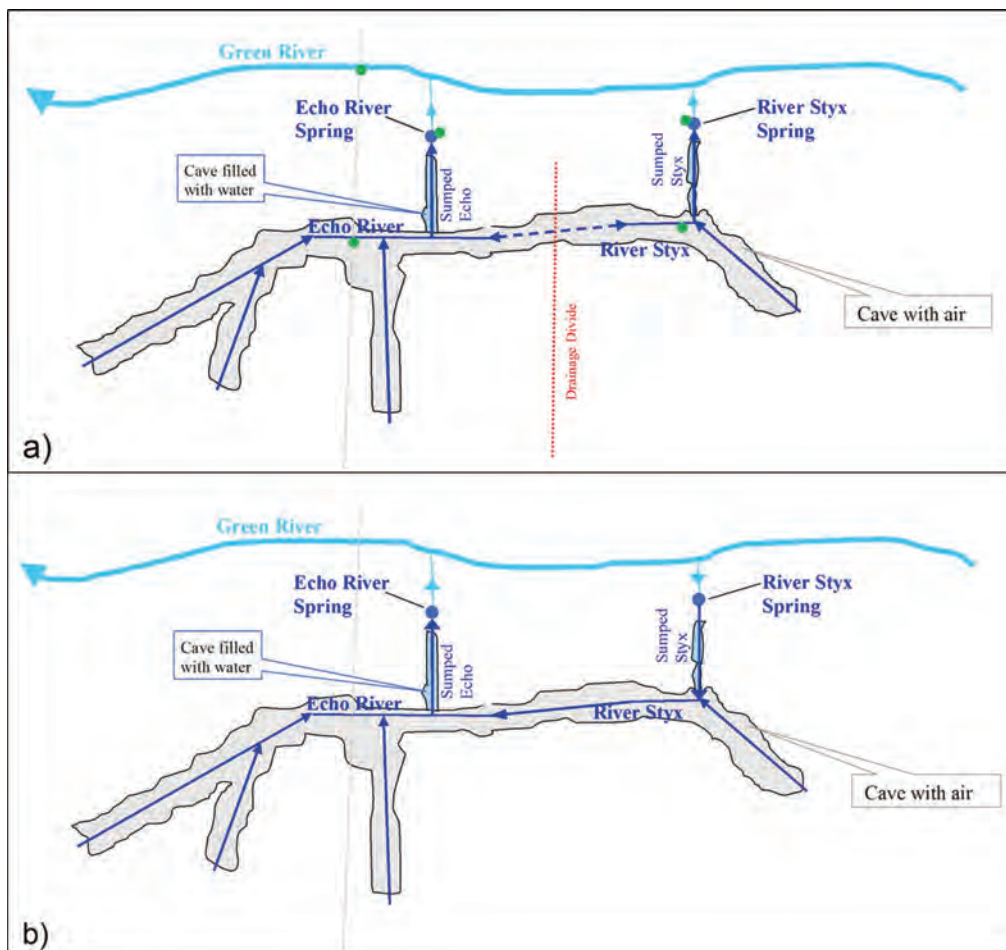 Green River
Echo River
Spring
River Styx
Spring
Cave filled
with water
Sumped
Echo
Sumped
Styx
Echo River
River Styx
Cave with air
Drainage Divide
a)
Green River
Echo River
Spring
River Styx
Spring
Cave filled
with water
Sumped
Echo
Sumped
Styx
Echo River
River Styx
Cave with air
b)